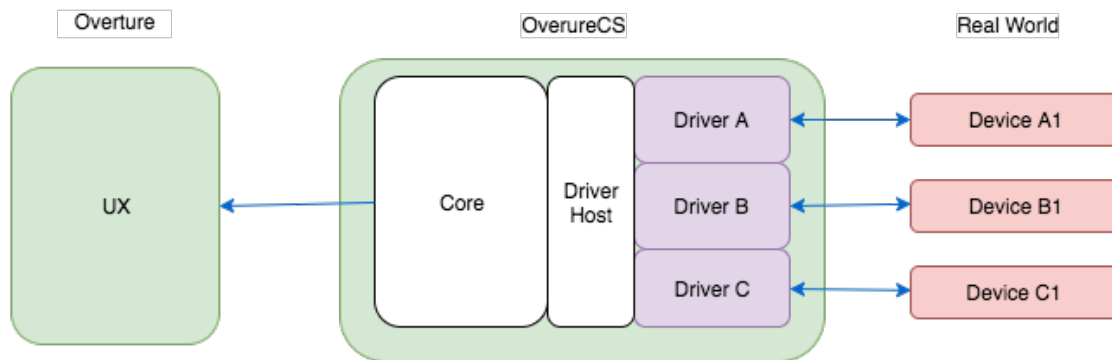 Overture
OverureCS
Real World
UX
Core
Driver
Host
Driver A
Driver B
Driver C
Device A1
Device B1
Device C1